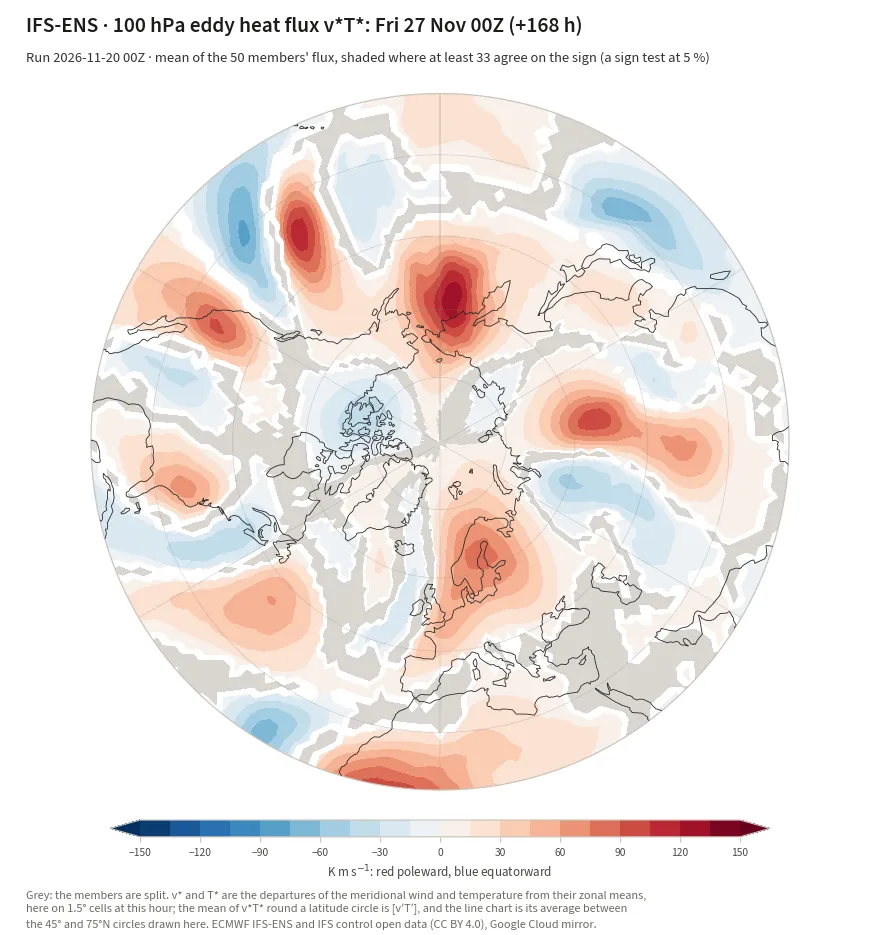 IFS-ENS · 100 hPa eddy heat flux v*T*: Fri 27 Nov 00Z (+168 h)
Run 2026-11-20 00Z · mean of the 50 members' flux, shaded where at least 33 agree on the sign (a sign test at 5 %)
−150 −120 −90 −60 −30 0 30 60 90 120 150
K m s⁻¹: red poleward, blue equatorward
Grey: the members are split. v* and T* are the departures of the meridional wind and temperature from their zonal means,
here on 1.5° cells at this hour; the mean of v*T* round a latitude circle is [v'T'], and the line chart is its average between
the 45° and 75°N circles drawn here. ECMWF IFS-ENS and IFS control open data (CC BY 4.0), Google Cloud mirror.